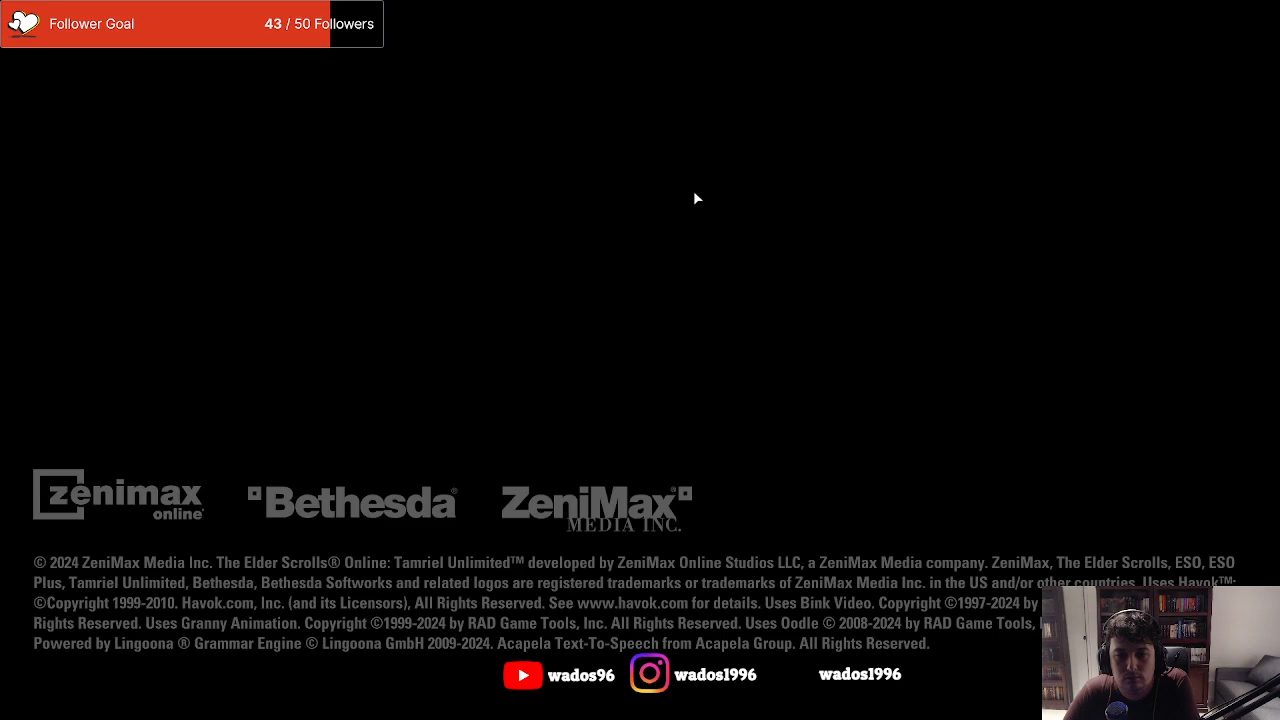 Follower Goal 43 / 50 Followers
zenimax online
Bethesda®
ZeniMax® MEDIA INC.
© 2024 ZeniMax Media Inc. The Elder Scrolls® Online: Tamriel Unlimited™ developed by ZeniMax Online Studios LLC, a ZeniMax Media company. ZeniMax, The Elder Scrolls, ESO, ESO
Plus, Tamriel Unlimited, Bethesda, Bethesda Softworks and related logos are registered trademarks or trademarks of ZeniMax Media Inc. in the US and/or other countries. Uses Havok™:
©Copyright 1999-2010. Havok.com, Inc. (and its Licensors), All Rights Reserved. See www.havok.com for details. Uses Bink Video. Copyright ©1997-2024 by
Rights Reserved. Uses Granny Animation. Copyright ©1999-2024 by RAD Game Tools, Inc. All Rights Reserved. Uses Oodle © 2008-2024 by RAD Game Tools,
Powered by Lingoona ® Grammar Engine © Lingoona GmbH 2009-2024. Acapela Text-To-Speech from Acapela Group. All Rights Reserved.
wados96 wados1996 wados1996